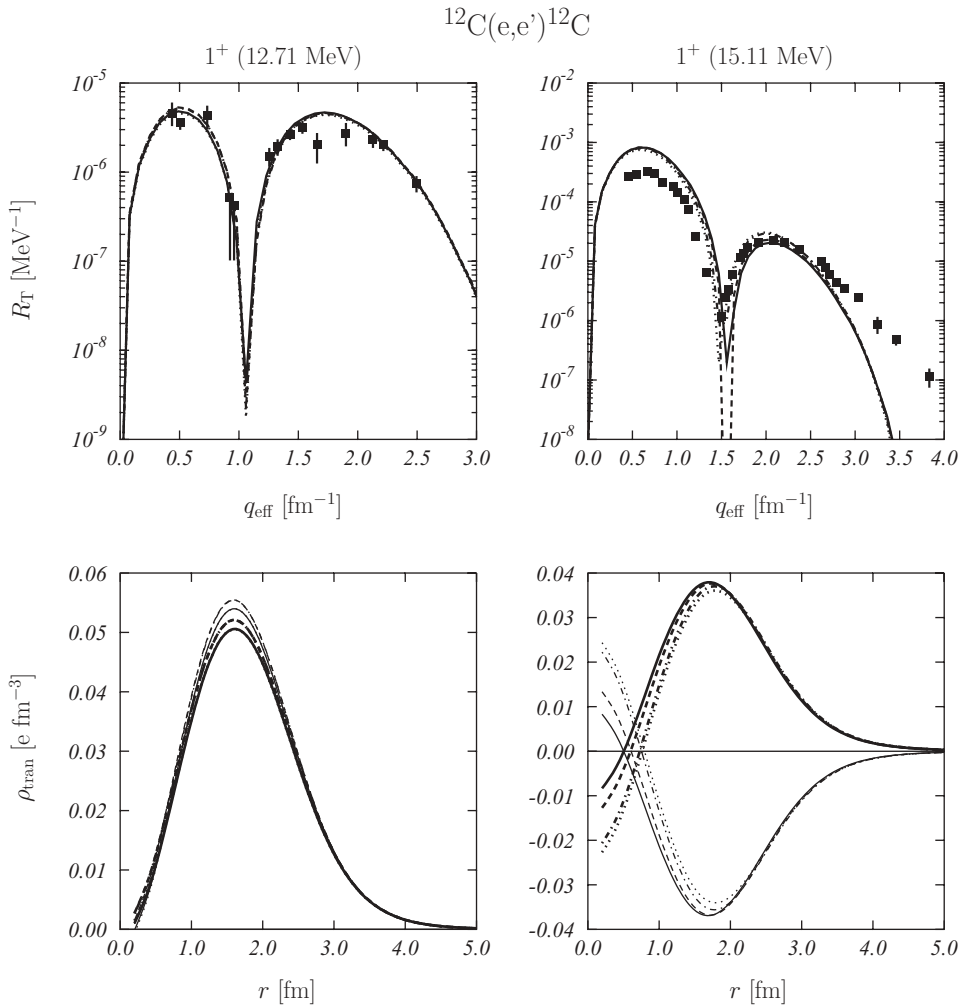 ¹²C(e,e')¹²C
1⁺ (12.71 MeV)
1⁺ (15.11 MeV)
R_T [MeV⁻¹]
10⁻⁵
10⁻⁶
10⁻⁷
10⁻⁸
10⁻⁹
0.0 0.5 1.0 1.5 2.0 2.5 3.0
q_eff [fm⁻¹]
10⁻²
10⁻³
10⁻⁴
10⁻⁵
10⁻⁶
10⁻⁷
10⁻⁸
0.0 0.5 1.0 1.5 2.0 2.5 3.0 3.5 4.0
q_eff [fm⁻¹]
ρ_tran [e fm⁻³]
0.06
0.05
0.04
0.03
0.02
0.01
0.00
0.0 1.0 2.0 3.0 4.0 5.0
r [fm]
0.04
0.03
0.02
0.01
0.00
-0.01
-0.02
-0.03
-0.04
0.0 1.0 2.0 3.0 4.0 5.0
r [fm]